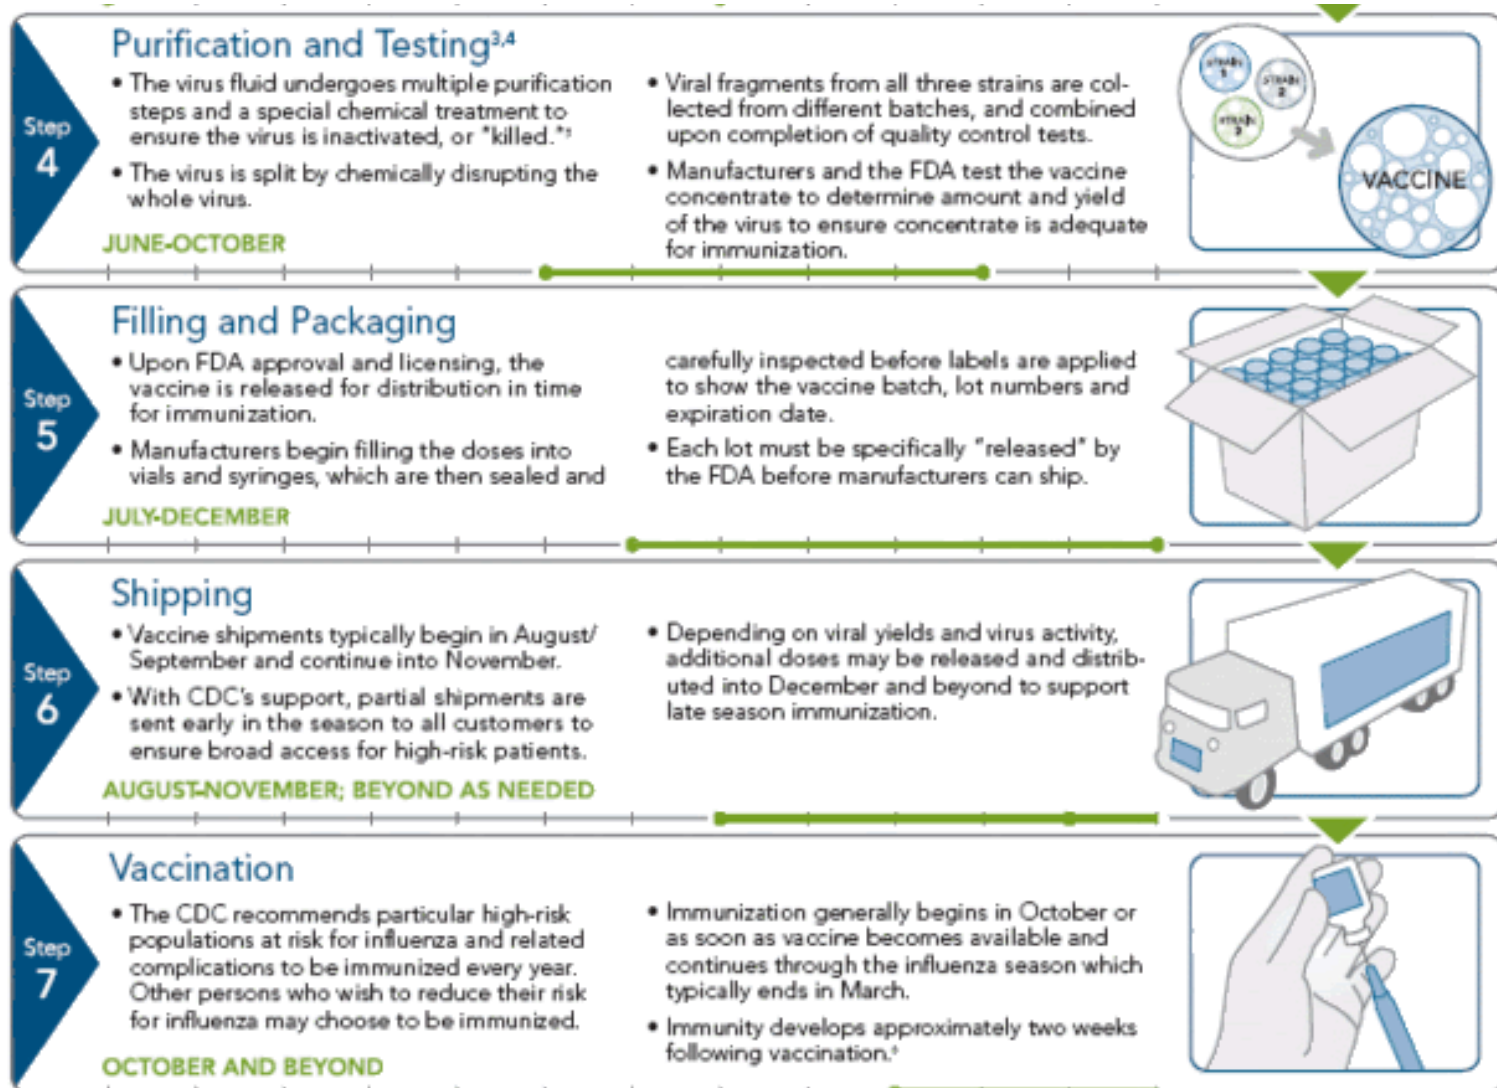 Step
4
Purification and Testing3,4
• The virus fluid undergoes multiple purification
steps and a special chemical treatment to
ensure the virus is inactivated, or "killed."
• The virus is split by chemically disrupting the
whole virus.
JUNE-OCTOBER
• Viral fragments from all three strains are col-
lected from different batches, and combined
upon completion of quality control tests.
• Manufacturers and the FDA test the vaccine
concentrate to determine amount and yield
of the virus to ensure concentrate is adequate
for immunization.
STRAIN
1
STRAIN
2
STRAIN
3
VACCINE
Step
5
Filling and Packaging
• Upon FDA approval and licensing, the
vaccine is released for distribution in time
for immunization.
• Manufacturers begin filling the doses into
vials and syringes, which are then sealed and
JULY-DECEMBER
carefully inspected before labels are applied
to show the vaccine batch, lot numbers and
expiration date.
• Each lot must be specifically "released" by
the FDA before manufacturers can ship.
Step
6
Shipping
• Vaccine shipments typically begin in August/
September and continue into November.
• With CDC's support, partial shipments are
sent early in the season to all customers to
ensure broad access for high-risk patients.
AUGUST-NOVEMBER; BEYOND AS NEEDED
• Depending on viral yields and virus activity,
additional doses may be released and distrib-
uted into December and beyond to support
late season immunization.
Step
7
Vaccination
• The CDC recommends particular high-risk
populations at risk for influenza and related
complications to be immunized every year.
Other persons who wish to reduce their risk
for influenza may choose to be immunized.
OCTOBER AND BEYOND
• Immunization generally begins in October or
as soon as vaccine becomes available and
continues through the influenza season which
typically ends in March.
• Immunity develops approximately two weeks
following vaccination.